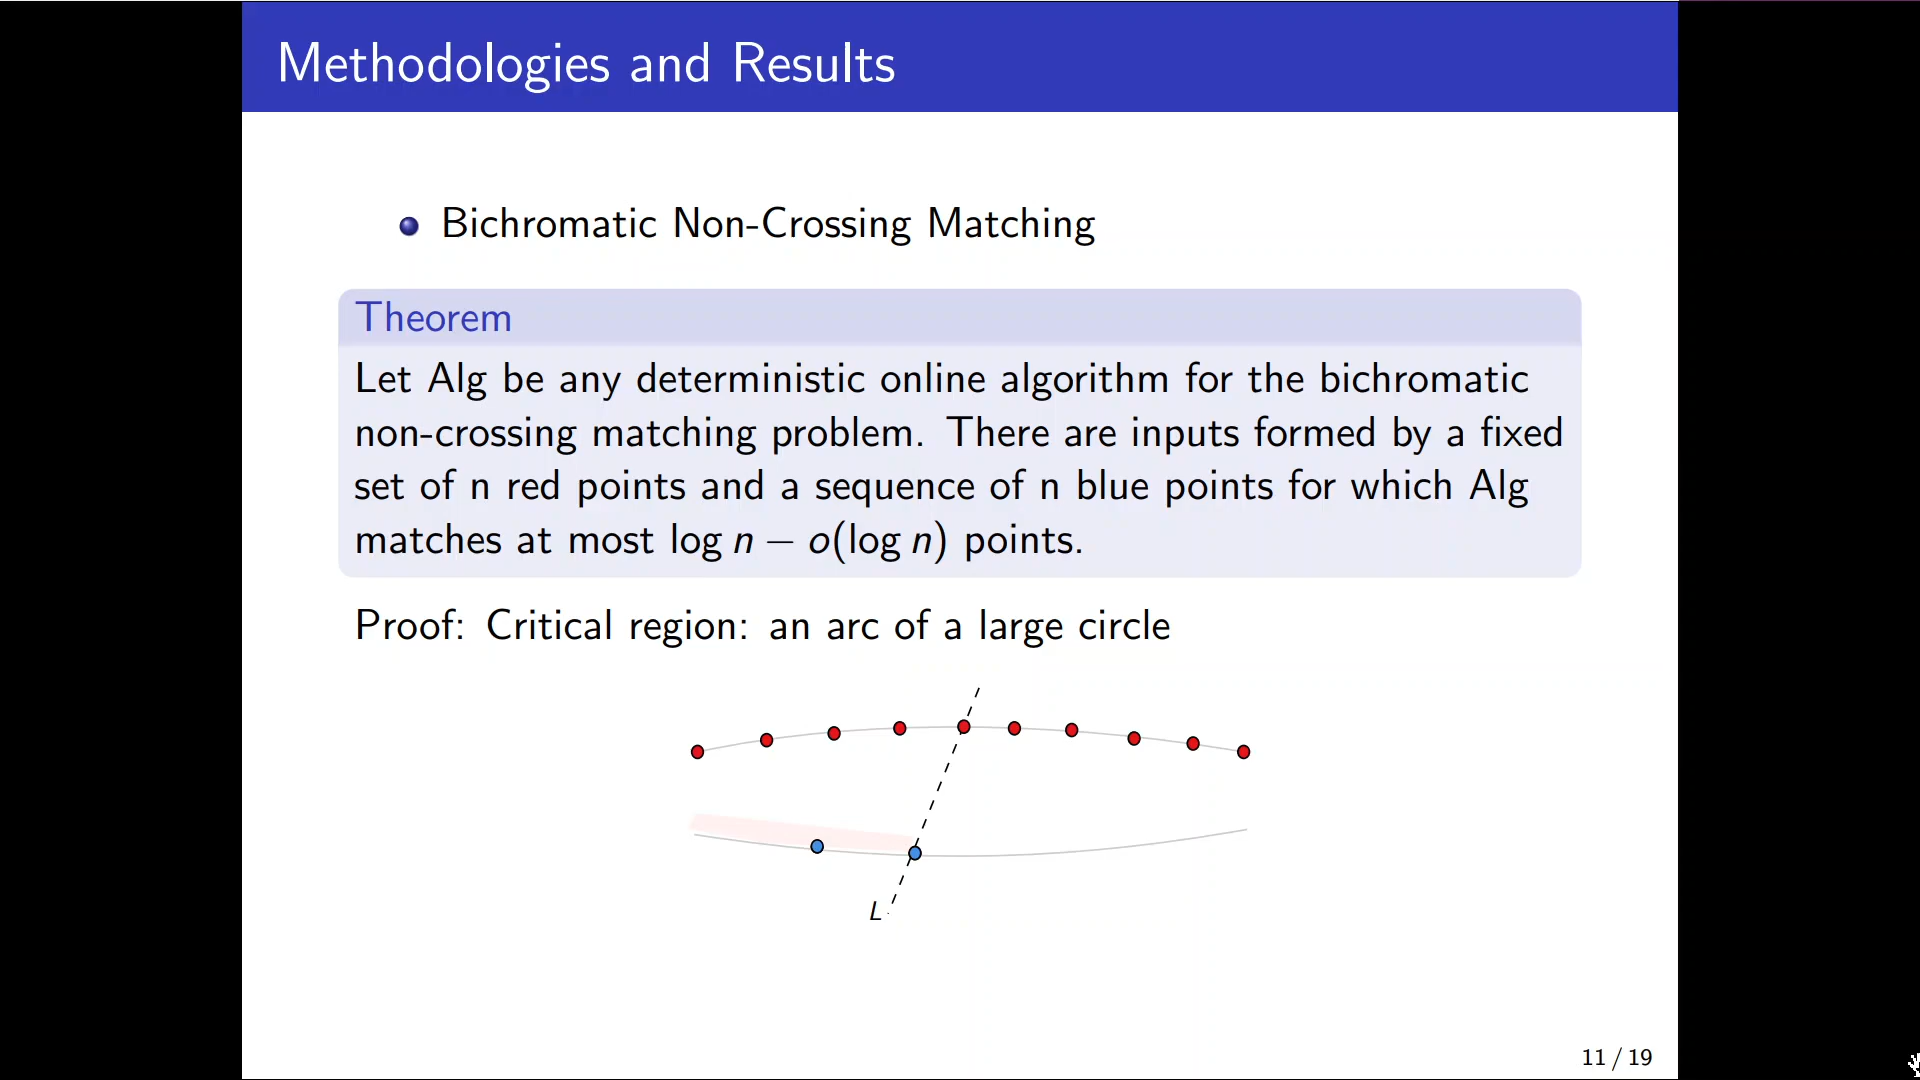 Methodologies and Results
Bichromatic Non-Crossing Matching
Theorem
Let Alg be any deterministic online algorithm for the bichromatic
non-crossing matching problem. There are inputs formed by a fixed
set of n red points and a sequence of n blue points for which Alg
matches at most log n − o(log n) points.
Proof: Critical region: an arc of a large circle
L
11 / 19